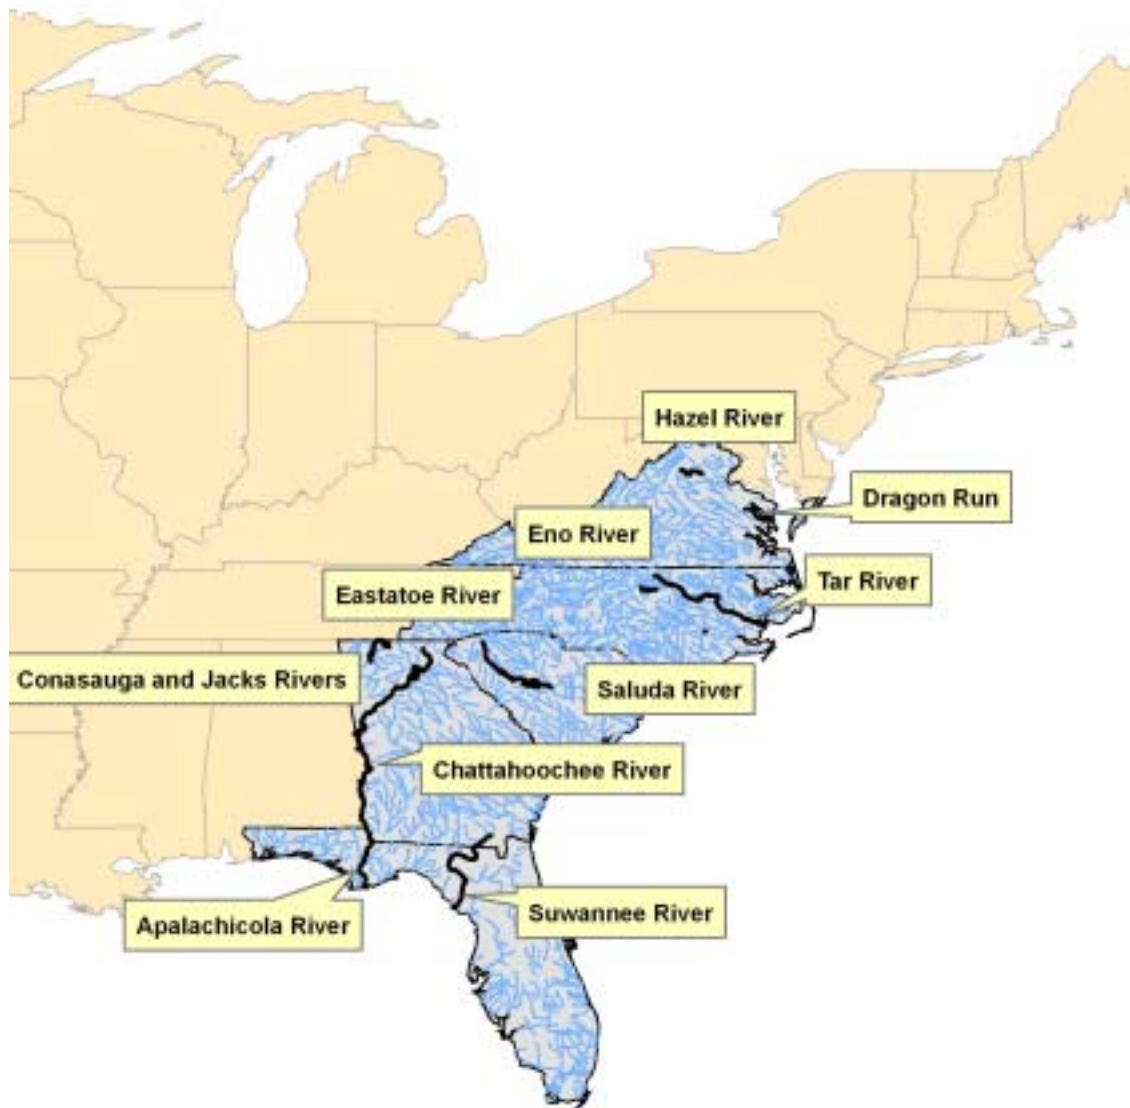 Hazel River
Dragon Run
Eno River
Tar River
Eastatoe River
Conasauga and Jacks Rivers
Saluda River
Chattahoochee River
Apalachicola River
Suwannee River